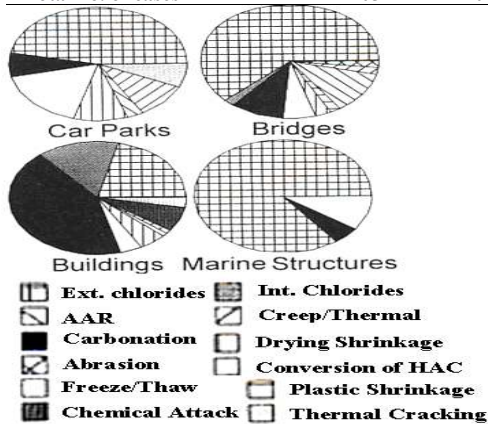 Car Parks
Bridges
Buildings
Marine Structures
Ext. chlorides
Int. Chlorides
AAR
Creep/Thermal
Carbonation
Drying Shrinkage
Abrasion
Conversion of HAC
Freeze/Thaw
Plastic Shrinkage
Chemical Attack
Thermal Cracking